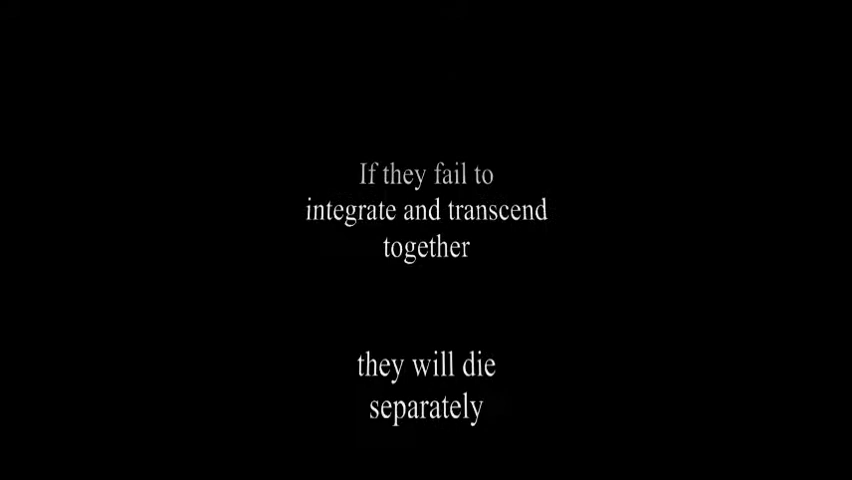 If they fail to
integrate and transcend
together
they will die
separately